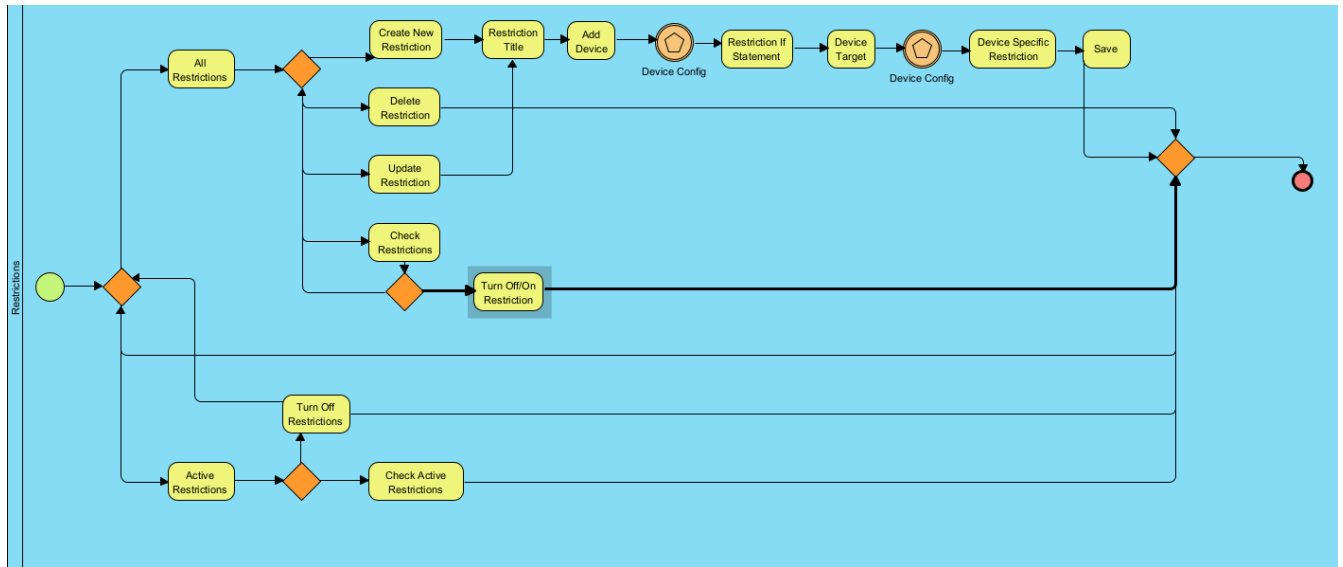 Restrictions
All
Restrictions
Create New
Restriction
Restriction
Title
Add
Device
Device Config
Restriction If
Statement
Device
Target
Device Config
Device Specific
Restriction
Save
Delete
Restriction
Update
Restriction
Check
Restrictions
Turn Off/On
Restriction
Turn Off
Restrictions
Active
Restrictions
Check Active
Restrictions